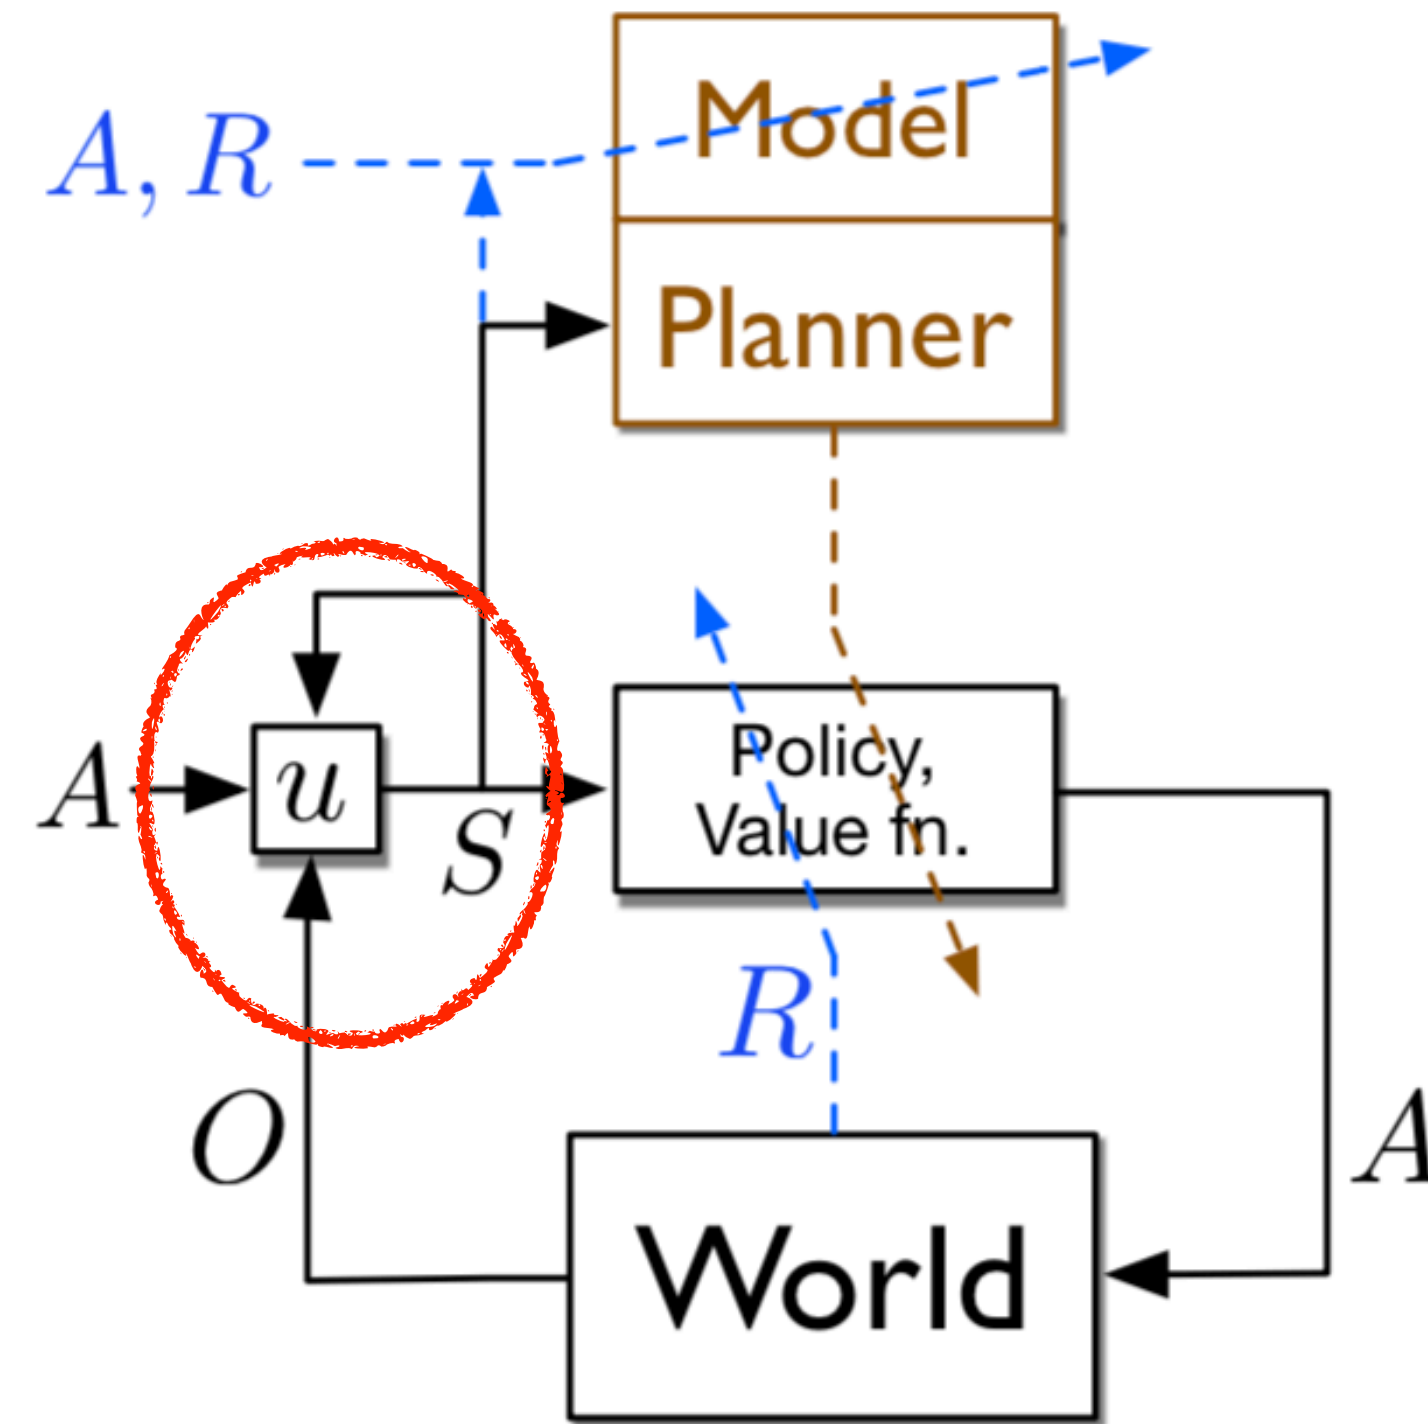 Model
A, R
Planner
Policy,
Value fn.
A
u
S
R
O
A
World